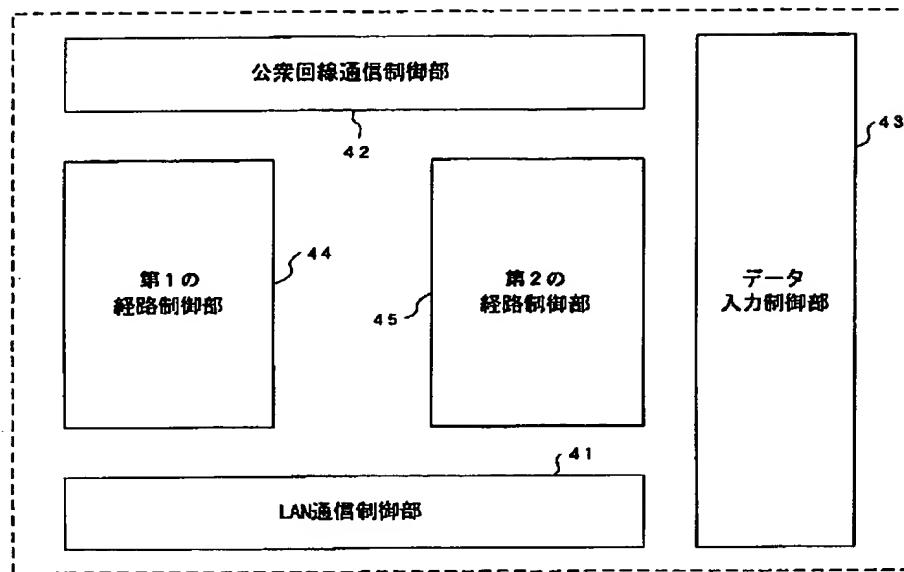 公衆回線通信制御部
42
43
第1の
経路制御部
44
第2の
経路制御部
45
データ
入力制御部
41
LAN通信制御部